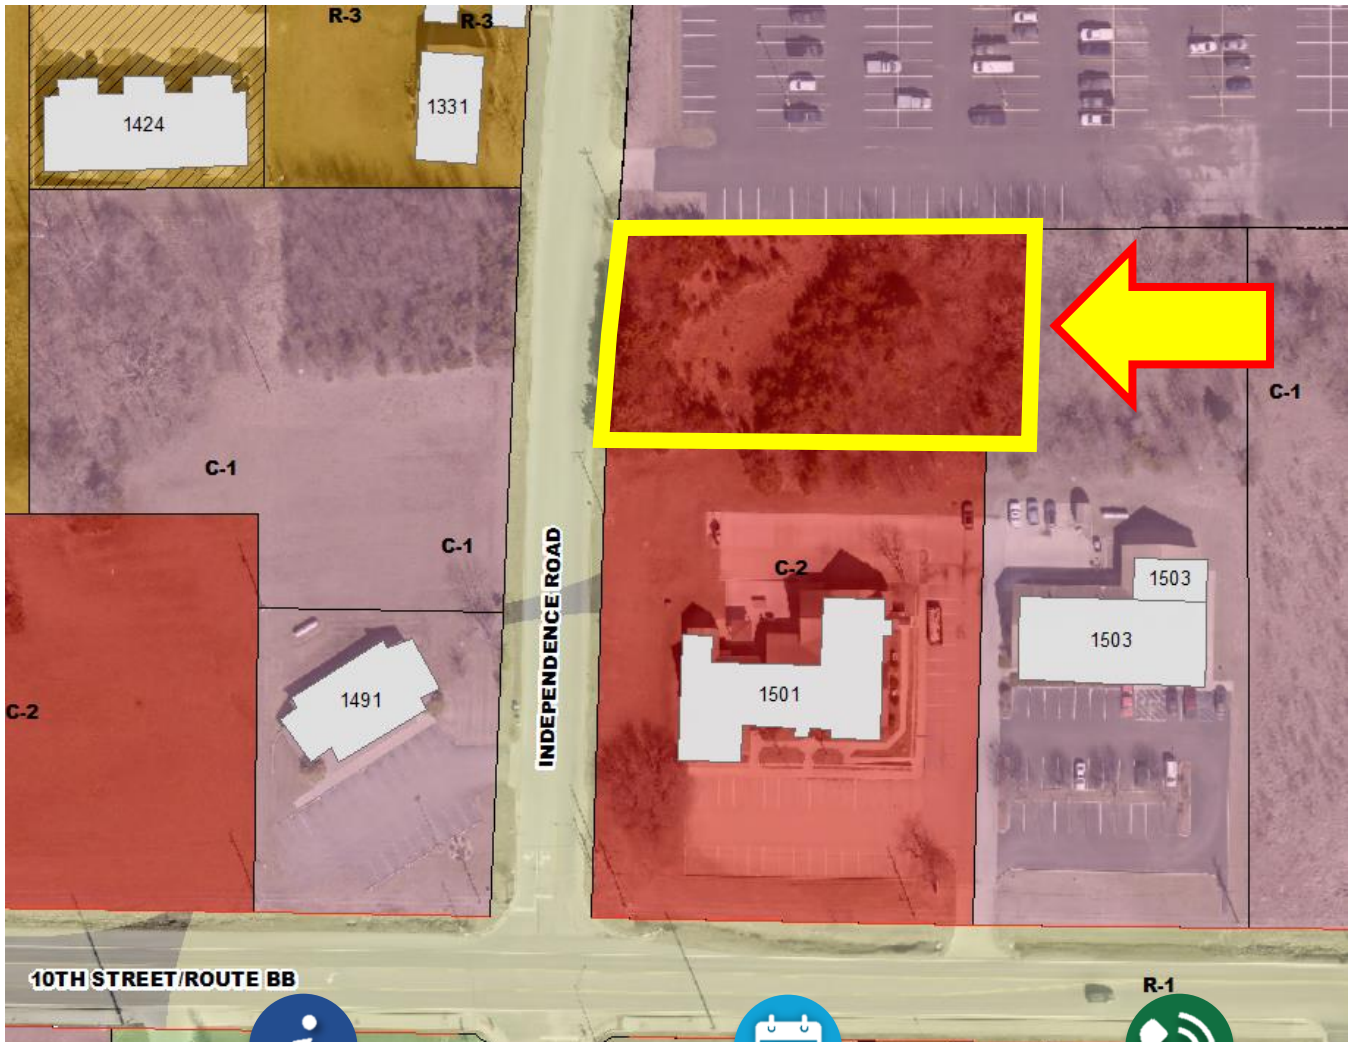 R-3
R-3
1424
1331
C-1
C-1
C-1
C-2
1503
1503
1501
1491
C-2
INDEPENDENCE ROAD
10TH STREET/ROUTE BB
R-1